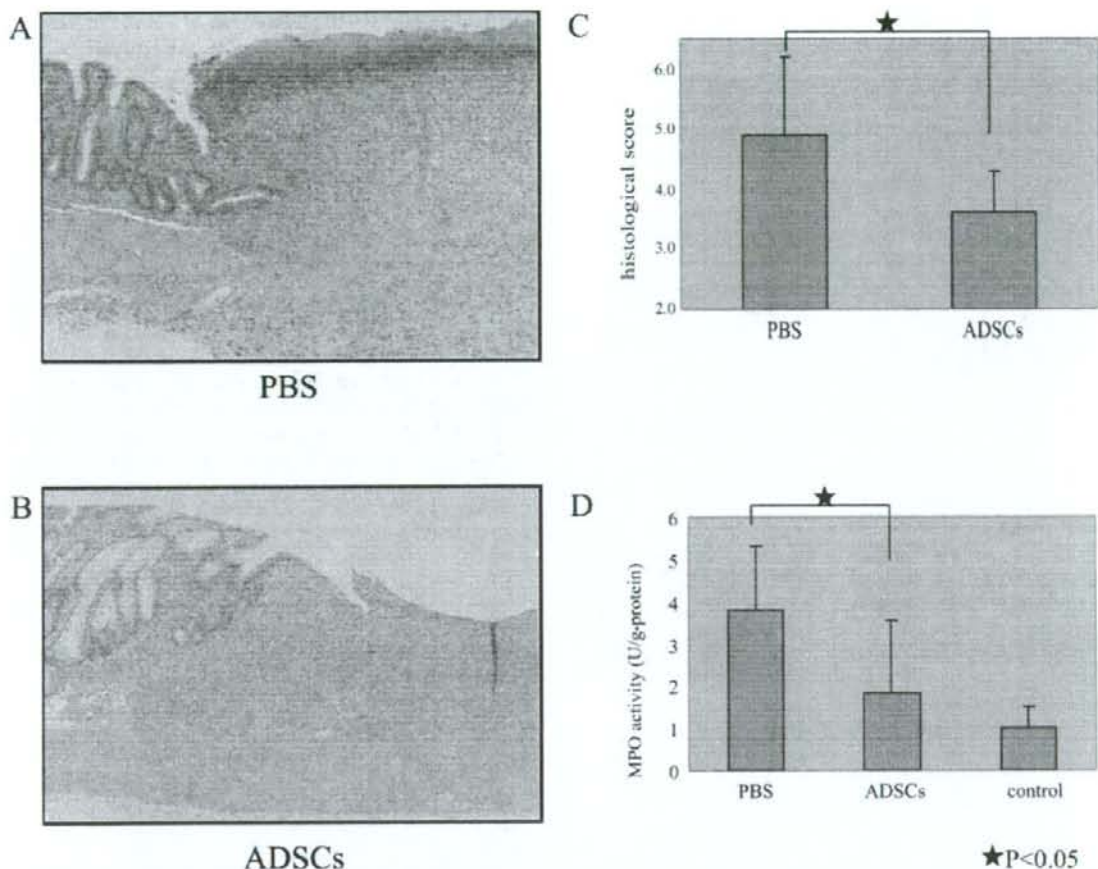 A
PBS
B
ADSCs
C
★
histological score
6.0
5.0
4.0
3.0
2.0
PBS ADSCs
D
★
MPO activity (U/g-protein)
6
5
4
3
2
1
0
PBS ADSCs control
★P<0.05